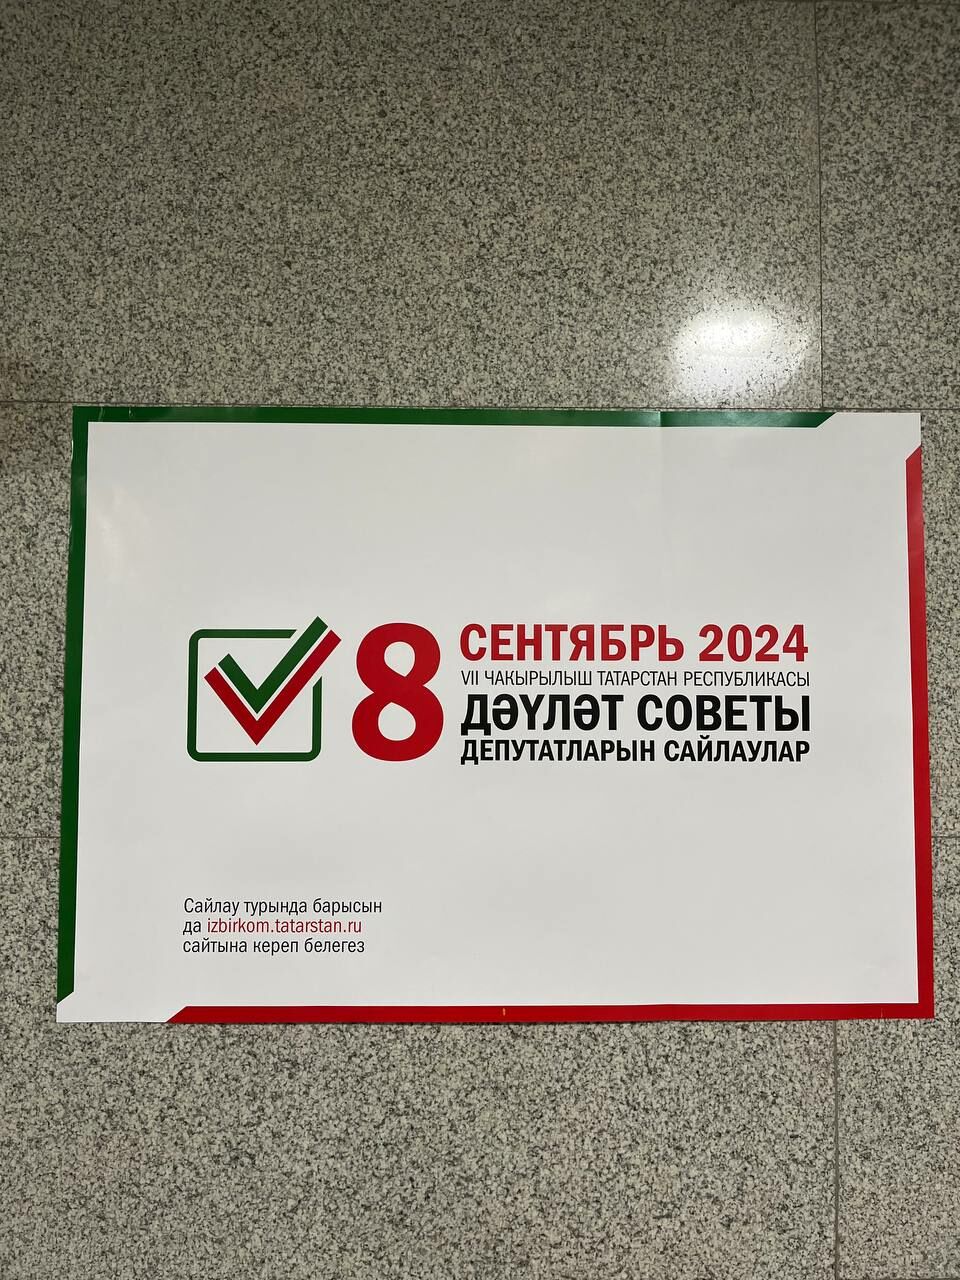 8 СЕНТЯБРЬ 2024
VII ЧАКЫРЫЛЫШ ТАТАРСТАН РЕСПУБЛИКАСЫ
ДӘҮЛӘТ СОВЕТЫ
ДЕПУТАТЛАРЫН САЙЛАУЛАР
Сайлау турында барысын
да izbirkom.tatarstan.ru
сайтына кереп белегез